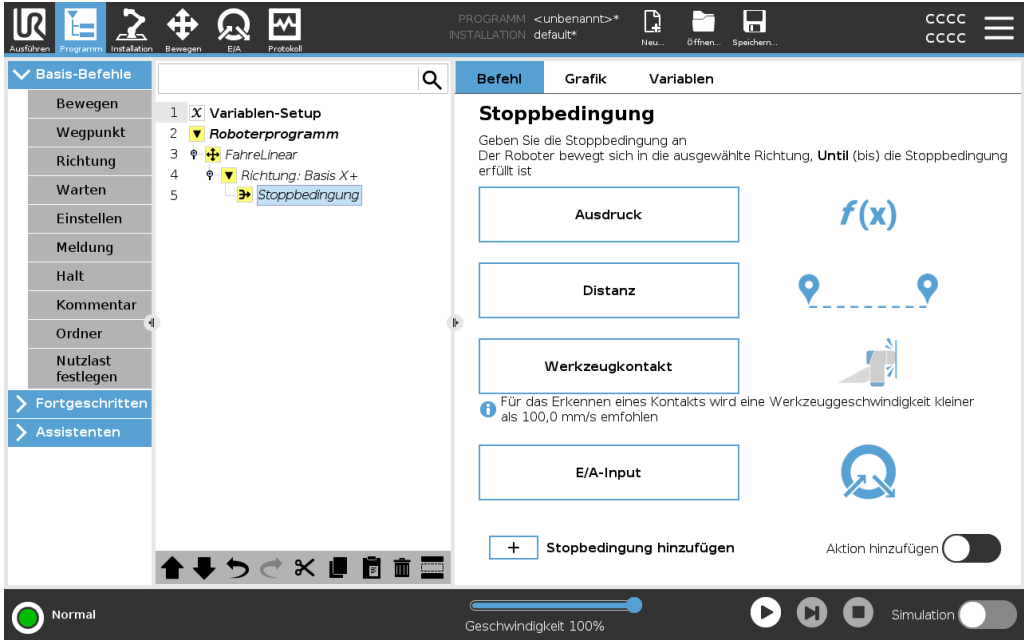 PROGRAMM <unbenannt>*
INSTALLATION default*
Ausführen
Programm
Installation
Bewegen
E/A
Protokoll
Neu...
Öffnen...
Speichern...
CCCC
CCCC
Basis-Befehle
Bewegen
Wegpunkt
Richtung
Warten
Einstellen
Meldung
Halt
Kommentar
Ordner
Nutzlast
festlegen
Fortgeschritten
Assistenten
1 X Variablen-Setup
2 Roboterprogramm
3 FahreLinear
4 Richtung: Basis X+
5 Stoppbedingung
Befehl
Grafik
Variablen
Stoppbedingung
Geben Sie die Stoppbedingung an
Der Roboter bewegt sich in die ausgewählte Richtung, Until (bis) die Stoppbedingung
erfüllt ist
Ausdruck
f(x)
Distanz
Werkzeugkontakt
Für das Erkennen eines Kontakts wird eine Werkzeuggeschwindigkeit kleiner
als 100,0 mm/s emfohlen
E/A-Input
+ Stopbedingung hinzufügen
Aktion hinzufügen
Normal
Geschwindigkeit 100%
Simulation